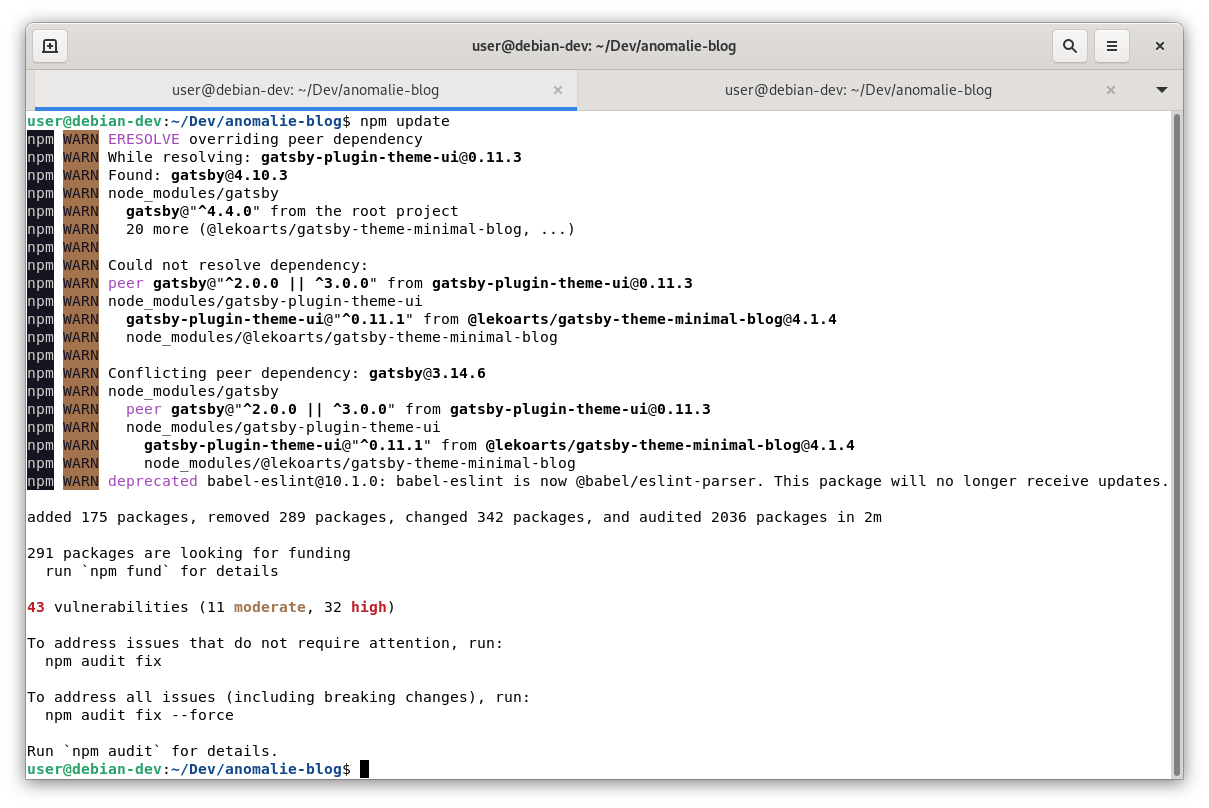 user@debian-dev: ~/Dev/anomalie-blog
user@debian-dev: ~/Dev/anomalie-blog
user@debian-dev: ~/Dev/anomalie-blog
user@debian-dev:~/Dev/anomalie-blog$ npm update
npm WARN ERESOLVE overriding peer dependency
npm WARN While resolving: gatsby-plugin-theme-ui@0.11.3
npm WARN Found: gatsby@4.10.3
npm WARN node_modules/gatsby
npm WARN   gatsby@"^4.4.0" from the root project
npm WARN   20 more (@lekoarts/gatsby-theme-minimal-blog, ...)
npm WARN
npm WARN Could not resolve dependency:
npm WARN peer gatsby@"^2.0.0 || ^3.0.0" from gatsby-plugin-theme-ui@0.11.3
npm WARN node_modules/gatsby-plugin-theme-ui
npm WARN   gatsby-plugin-theme-ui@"^0.11.1" from @lekoarts/gatsby-theme-minimal-blog@4.1.4
npm WARN   node_modules/@lekoarts/gatsby-theme-minimal-blog
npm WARN
npm WARN Conflicting peer dependency: gatsby@3.14.6
npm WARN node_modules/gatsby
npm WARN   peer gatsby@"^2.0.0 || ^3.0.0" from gatsby-plugin-theme-ui@0.11.3
npm WARN   node_modules/gatsby-plugin-theme-ui
npm WARN     gatsby-plugin-theme-ui@"^0.11.1" from @lekoarts/gatsby-theme-minimal-blog@4.1.4
npm WARN     node_modules/@lekoarts/gatsby-theme-minimal-blog
npm WARN deprecated babel-eslint@10.1.0: babel-eslint is now @babel/eslint-parser. This package will no longer receive updates.

added 175 packages, removed 289 packages, changed 342 packages, and audited 2036 packages in 2m

291 packages are looking for funding
  run `npm fund` for details

43 vulnerabilities (11 moderate, 32 high)

To address issues that do not require attention, run:
  npm audit fix

To address all issues (including breaking changes), run:
  npm audit fix --force

Run `npm audit` for details.
user@debian-dev:~/Dev/anomalie-blog$